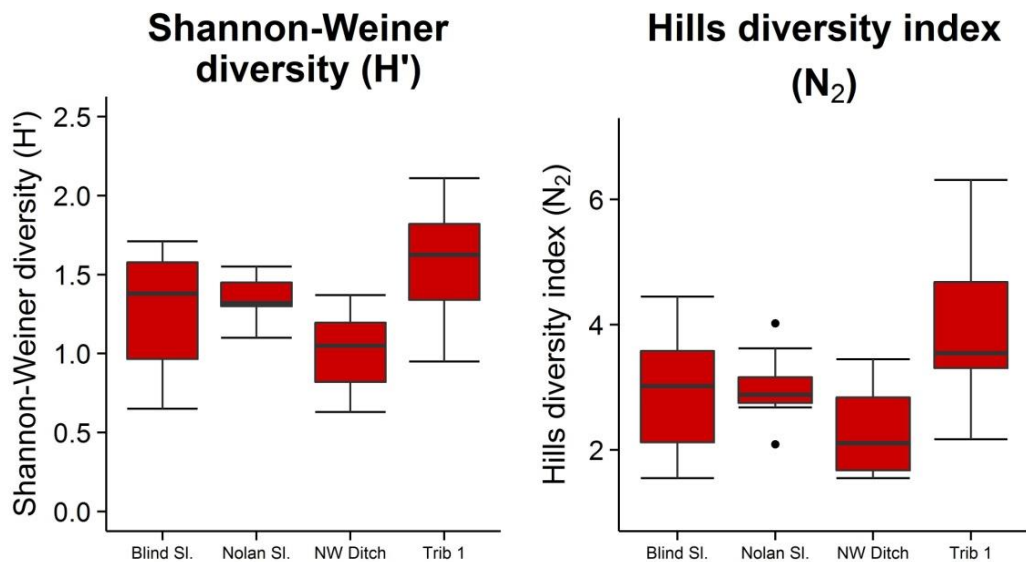 Shannon-Weiner
diversity (H')
Shannon-Weiner diversity (H')
2.5
2.0
1.5
1.0
0.5
0.0
Blind Sl. Nolan Sl. NW Ditch Trib 1
Hills diversity index
(N₂)
Hills diversity index (N₂)
6
4
2
Blind Sl. Nolan Sl. NW Ditch Trib 1